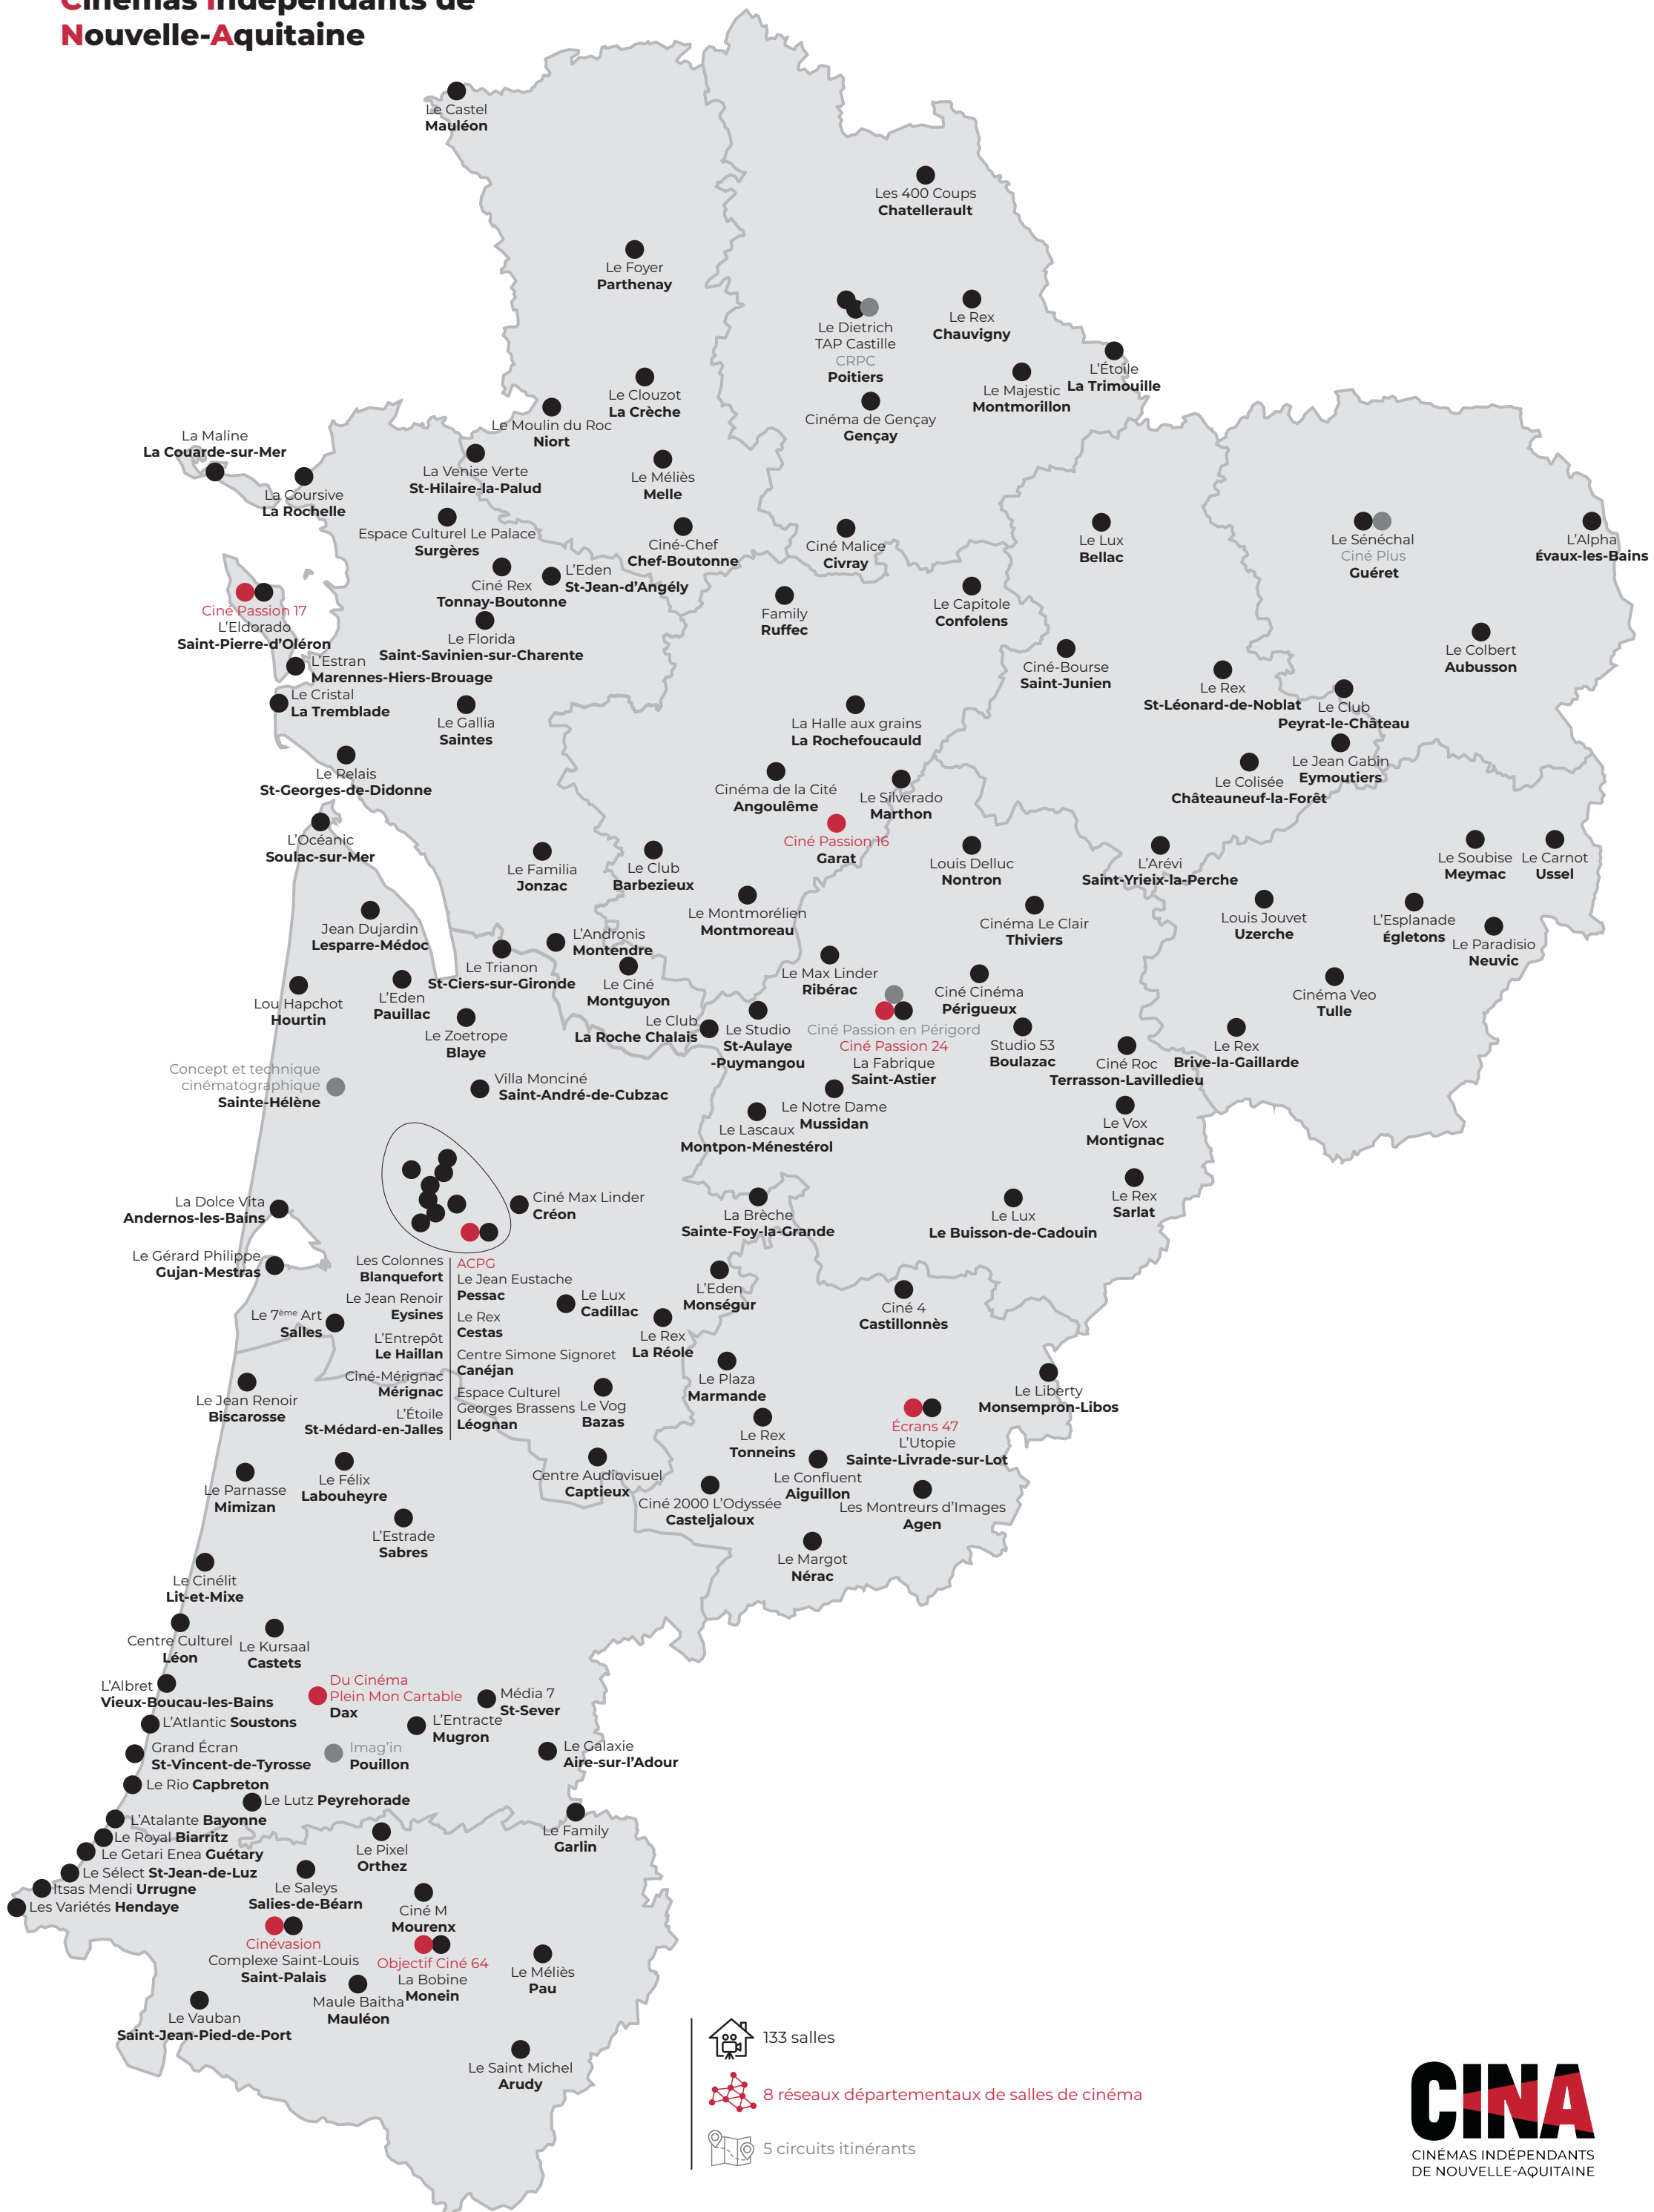 Cinémas Indépendants de
Nouvelle-Aquitaine
Le Castel
Mauléon
Les 400 Coups
Chatellerault
Le Foyer
Parthenay
Le Dietrich
TAP Castille
CRPC
Poitiers
Le Rex
Chauvigny
L'Étoile
La Trimouille
Le Majestic
Montmorillon
Le Clouzot
La Crèche
Cinéma de Gençay
Gençay
Le Moulin du Roc
Niort
La Maline
La Couarde-sur-Mer
La Venise Verte
St-Hilaire-la-Palud
Le Méliès
Melle
La Coursive
La Rochelle
Espace Culturel Le Palace
Surgères
Ciné-Chef
Chef-Boutonne
Ciné Malice
Civray
Le Lux
Bellac
Le Sénéchal
Ciné Plus
Guéret
L'Alpha
Évaux-les-Bains
Ciné Rex
Tonnay-Boutonne
L'Eden
St-Jean-d'Angély
Ciné Passion 17
L'Eldorado
Saint-Pierre-d'Oléron
Family
Ruffec
Le Capitole
Confolens
Le Florida
Saint-Savinien-sur-Charente
Le Colbert
Aubusson
L'Estran
Marennes-Hiers-Brouage
Ciné-Bourse
Saint-Junien
Le Rex
St-Léonard-de-Noblat
Le Club
Peyrat-le-Château
Le Cristal
La Tremblade
Le Gallia
Saintes
La Halle aux grains
La Rochefoucauld
Le Jean Gabin
Eymoutiers
Le Relais
St-Georges-de-Didonne
Cinéma de la Cité
Angoulême
Le Silverado
Marthon
Le Colisée
Châteauneuf-la-Forêt
L'Océanic
Soulac-sur-Mer
Ciné Passion 16
Garat
Le Familia
Jonzac
Le Club
Barbezieux
Louis Delluc
Nontron
L'Arévi
Saint-Yrieix-la-Perche
Le Soubise
Meymac
Le Carnot
Ussel
Le Montmorélien
Montmoreau
Jean Dujardin
Lesparre-Médoc
Cinéma Le Clair
Thiviers
Louis Jouvet
Uzerche
L'Esplanade
Égletons
Le Paradisio
Neuvic
L'Andronis
Montendre
Le Trianon
St-Ciers-sur-Gironde
Le Ciné
Montguyon
Le Max Linder
Ribérac
Ciné Cinéma
Périgueux
Cinéma Veo
Tulle
Lou Hapchot
Hourtin
L'Eden
Pauillac
Le Zoetrope
Blaye
Le Club
La Roche Chalais
Le Studio
St-Aulaye
-Puymangou
Ciné Passion en Périgord
Ciné Passion 24
La Fabrique
Saint-Astier
Studio 53
Boulazac
Ciné Roc
Terrasson-Lavilledieu
Le Rex
Brive-la-Gaillarde
Concept et technique
cinématographique
Sainte-Hélène
Villa Monciné
Saint-André-de-Cubzac
Le Notre Dame
Mussidan
Le Lascaux
Montpon-Ménestérol
Le Vox
Montignac
La Dolce Vita
Andernos-les-Bains
Ciné Max Linder
Créon
La Brèche
Sainte-Foy-la-Grande
Le Lux
Le Buisson-de-Cadouin
Le Rex
Sarlat
Le Gérard Philippe
Gujan-Mestras
Les Colonnes
Blanquefort
Le Jean Renoir
Eysines
L'Entrepôt
Le Haillan
Ciné-Mérignac
Mérignac
L'Étoile
St-Médard-en-Jalles
ACPG
Le Jean Eustache
Pessac
Le Rex
Cestas
Centre Simone Signoret
Canéjan
Espace Culturel
Georges Brassens
Léognan
Le 7ème Art
Salles
Le Lux
Cadillac
L'Eden
Monségur
Ciné 4
Castillonnès
Le Rex
La Réole
Le Plaza
Marmande
Le Liberty
Monsempron-Libos
Le Jean Renoir
Biscarosse
Le Vog
Bazas
Le Rex
Tonneins
Écrans 47
L'Utopie
Sainte-Livrade-sur-Lot
Le Parnasse
Mimizan
Le Félix
Labouheyre
Centre Audiovisuel
Captieux
Le Confluent
Aiguillon
Ciné 2000 L'Odyssée
Casteljaloux
Les Montreurs d'Images
Agen
L'Estrade
Sabres
Le Margot
Nérac
Le Cinélit
Lit-et-Mixe
Centre Culturel
Léon
Le Kursaal
Castets
L'Albret
Vieux-Boucau-les-Bains
Du Cinéma
Plein Mon Cartable
Dax
Média 7
St-Sever
L'Atlantic Soustons
L'Entracte
Mugron
Grand Écran
St-Vincent-de-Tyrosse
Imag'in
Pouillon
Le Galaxie
Aire-sur-l'Adour
Le Rio Capbreton
Le Lutz Peyrehorade
L'Atalante Bayonne
Le Royal Biarritz
Le Getari Enea Guétary
Le Sélect St-Jean-de-Luz
Itsas Mendi Urrugne
Les Variétés Hendaye
Le Family
Garlin
Le Pixel
Orthez
Le Saleys
Salies-de-Béarn
Ciné M
Mourenx
Cinévasion
Complexe Saint-Louis
Saint-Palais
Objectif Ciné 64
La Bobine
Monein
Le Méliès
Pau
Maule Baitha
Mauléon
Le Vauban
Saint-Jean-Pied-de-Port
Le Saint Michel
Arudy
133 salles
8 réseaux départementaux de salles de cinéma
5 circuits itinérants
CINA
CINÉMAS INDÉPENDANTS
DE NOUVELLE-AQUITAINE